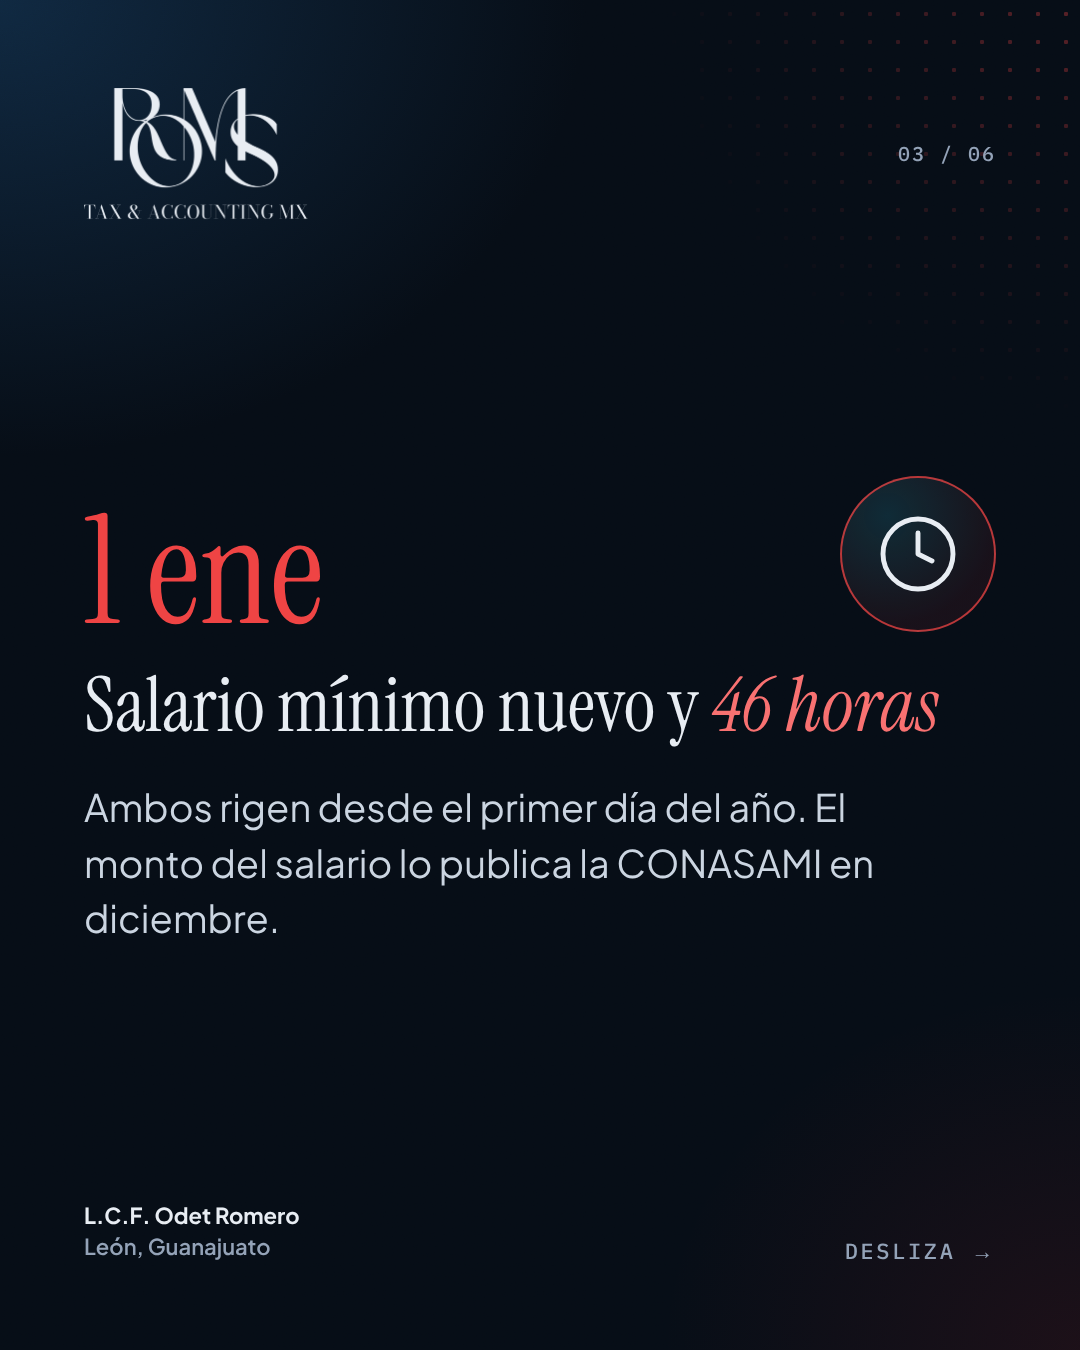 ROMS
TAX & ACCOUNTING MX
03 / 06
1 ene
Salario mínimo nuevo y 46 horas
Ambos rigen desde el primer día del año. El
monto del salario lo publica la CONASAMI en
diciembre.
L.C.F. Odet Romero
León, Guanajuato
DESLIZA →